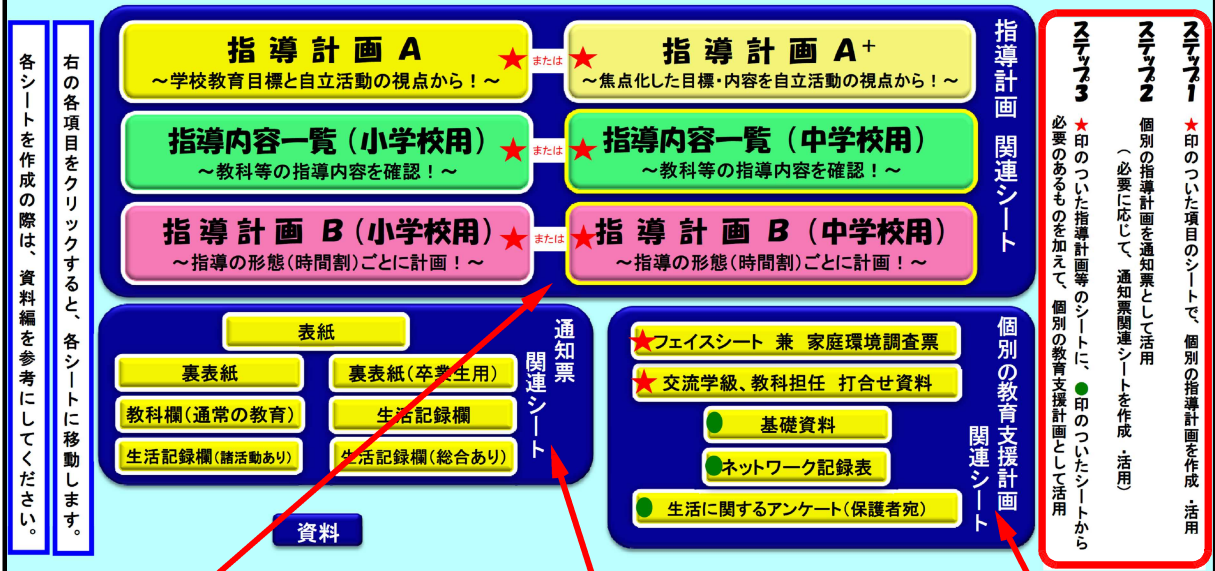 ステップ1 ★印のついた項目のシートで、個別の指導計画を作成・活用
ステップ2 個別の指導計画を通知票として活用
（必要に応じて、通知票関連シートを作成・活用）
ステップ3 ★印のついた指導計画等のシートに、●印のついたシートから
必要のあるものを加えて、個別の教育支援計画として活用
指導計画 関連シート
指導計画 A
～学校教育目標と自立活動の視点から！～
★または★
指導計画 A⁺
～焦点化した目標・内容を自立活動の視点から！～
指導内容一覧（小学校用）
～教科等の指導内容を確認！～
★または★
指導内容一覧（中学校用）
～教科等の指導内容を確認！～
指導計画 B（小学校用）
～指導の形態（時間割）ごとに計画！～
★または★
指導計画 B（中学校用）
～指導の形態（時間割）ごとに計画！～
通知票
関連シート
表紙
裏表紙
裏表紙（卒業生用）
教科欄（通常の教育）
生活記録欄
生活記録欄（諸活動あり）
生活記録欄（総合あり）
資料
個別の教育支援計画
関連シート
★フェイスシート 兼 家庭環境調査票
★交流学級、教科担任 打合せ資料
●基礎資料
●ネットワーク記録表
●生活に関するアンケート（保護者宛）
右の各項目をクリックすると、各シートに移動します。
各シートを作成の際は、資料編を参考にしてください。